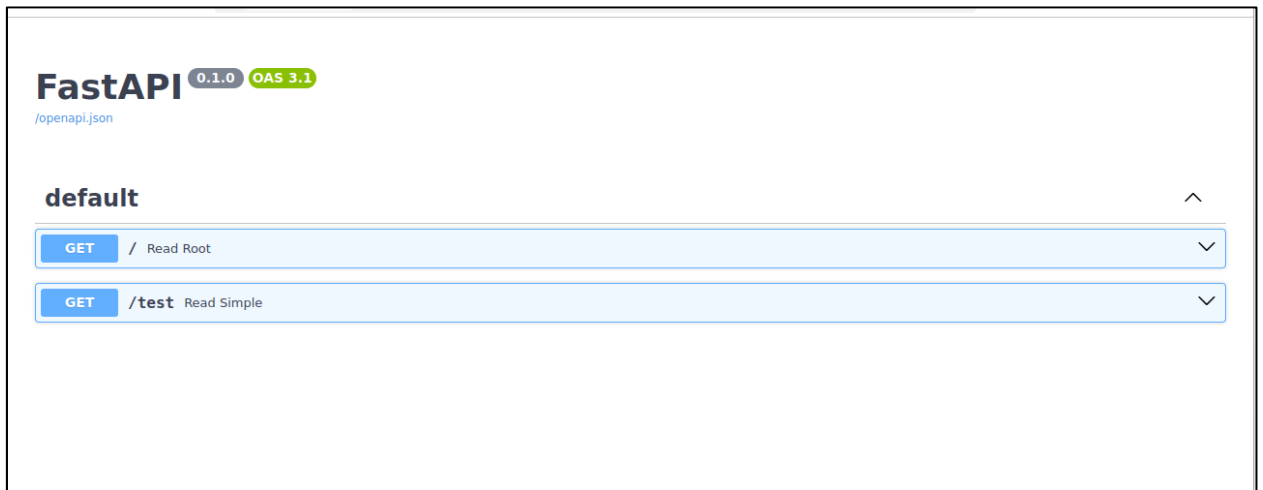 FastAPI 0.1.0 OAS 3.1
/openapi.json
default
GET / Read Root
GET /test Read Simple